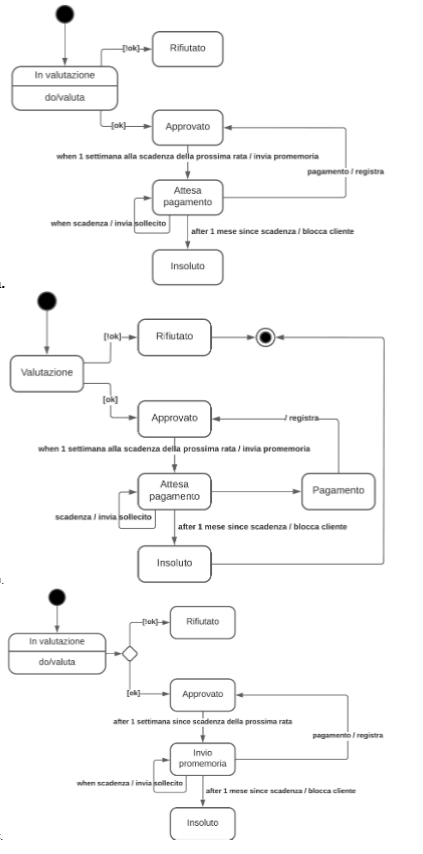 [!ok]
Rifiutato
In valutazione
do/valuta
[ok]
Approvato
when 1 settimana alla scadenza della prossima rata / invia promemoria
pagamento / registra
Attesa
pagamento
when scadenza / invia sollecito
after 1 mese since scadenza / blocca cliente
Insoluto
[!ok]
Rifiutato
Valutazione
[ok]
Approvato
/ registra
when 1 settimana alla scadenza della prossima rata / invia promemoria
Attesa
pagamento
Pagamento
scadenza / invia sollecito
after 1 mese since scadenza / blocca cliente
Insoluto
[!ok]
Rifiutato
In valutazione
do/valuta
[ok]
Approvato
after 1 settimana since scadenza della prossima rata
pagamento / registra
Invio
promemoria
when scadenza / invia sollecito
after 1 mese since scadenza / blocca cliente
Insoluto